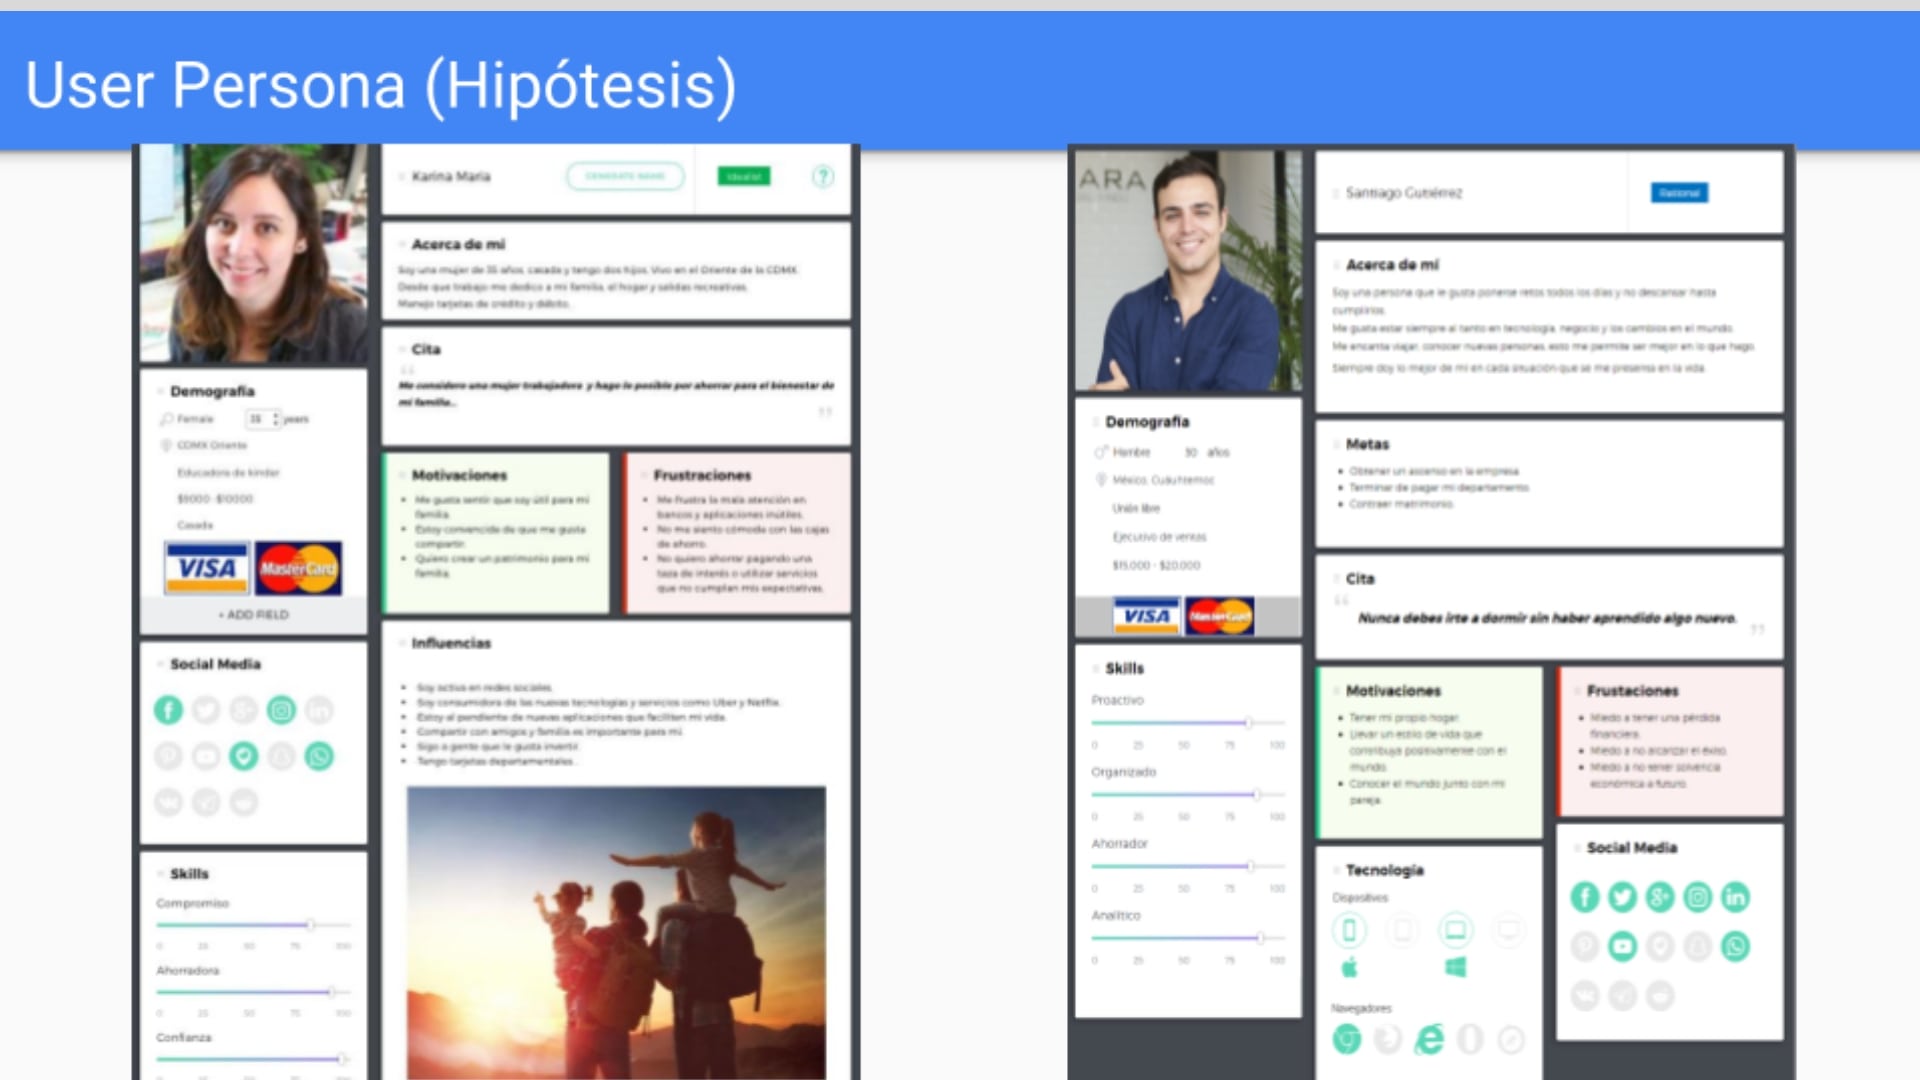 User Persona (Hipótesis)
Karina Maria
GENERATE NAME
Idealist
?
Acerca de mi
Soy una mujer de 35 años, casada y tengo dos hijos. Vivo en el Oriente de la CDMX.
Desde que trabajo me dedico a mi familia, el hogar y salidas recreativas.
Manejo tarjetas de crédito y débito.
Cita
Me considero una mujer trabajadora y hago lo posible por ahorrar para el bienestar de
mi familia...
Demografía
Female 35 years
CDMX Oriente
Educadora de kinder
$9000 - $10000
Casada
VISA MasterCard
+ ADD FIELD
Motivaciones
• Me gusta sentir que soy útil para mi
familia.
• Estoy convencida de que me gusta
compartir.
• Quiero crear un patrimonio para mi
familia.
Frustraciones
• Me frustra la mala atención en
bancos y aplicaciones inútiles.
• No me siento cómoda con las cajas
de ahorro.
• No quiero ahorrar pagando una
taza de interés o utilizar servicios
que no cumplan mis expectativas.
Social Media
Skills
Compromiso
0 25 50 75 100
Ahorradora
0 25 50 75 100
Confianza
Influencias
• Soy activa en redes sociales.
• Soy consumidora de las nuevas tecnologías y servicios como Uber y Netflix.
• Estoy al pendiente de nuevas aplicaciones que faciliten mi vida.
• Compartir con amigos y familia es importante para mi.
• Sigo a gente que le gusta invertir.
• Tengo tarjetas departamentales.
ARA
Santiago Gutiérrez
Rational
Acerca de mí
Soy una persona que le gusta ponerse retos todos los días y no descansar hasta
cumplirlos.
Me gusta estar siempre al tanto en tecnología, negocio y los cambios en el mundo.
Me encanta viajar, conocer nuevas personas, esto me permite ser mejor en lo que hago.
Siempre doy lo mejor de mi en cada situación que se me presenta en la vida.
Demografía
Hombre 30 años
México, Cuauhtemoc
Unión libre
Ejecutivo de ventas
$15,000 - $20,000
VISA MasterCard
Metas
• Obtener un ascenso en la empresa.
• Terminar de pagar mi departamento.
• Contraer matrimonio.
Cita
Nunca debes irte a dormir sin haber aprendido algo nuevo.
Skills
Proactivo
0 25 50 75 100
Organizado
0 25 50 75 100
Ahorrador
0 25 50 75 100
Analítico
0 25 50 75 100
Motivaciones
• Tener mi propio hogar.
• Llevar un estilo de vida que
contribuya positivamente con el
mundo.
• Conocer el mundo junto con mi
pareja.
Frustaciones
• Miedo a tener una pérdida
financiera.
• Miedo a no alcanzar el éxito.
• Miedo a no tener solvencia
económica a futuro.
Tecnología
Dispositivos
Navegadores
Social Media